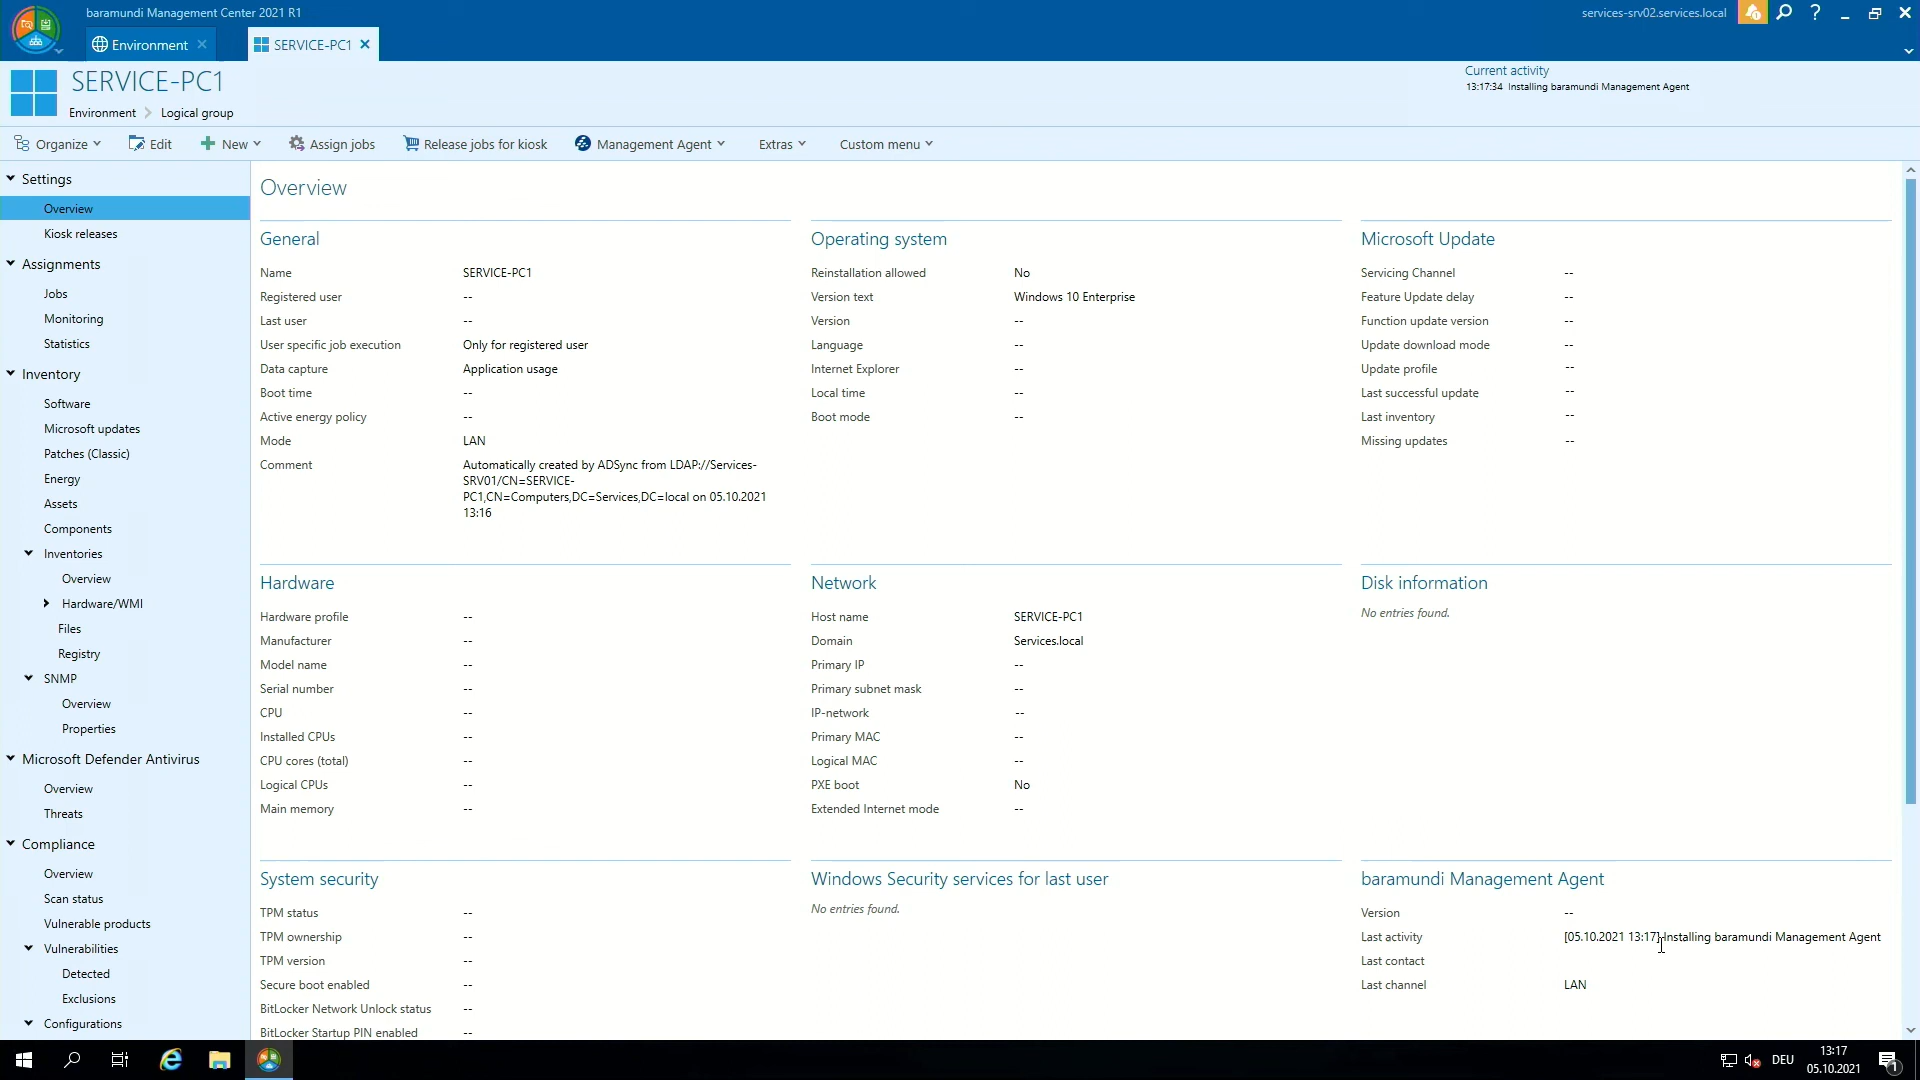 baramundi Management Center 2021 R1
services-srv02.services.local
Environment
SERVICE-PC1
SERVICE-PC1
Environment
Logical group
Current activity
13:17:34 Installing baramundi Management Agent
Organize
Edit
New
Assign jobs
Release jobs for kiosk
Management Agent
Extras
Custom menu
Settings
Overview
Kiosk releases
Assignments
Jobs
Monitoring
Statistics
Inventory
Software
Microsoft updates
Patches (Classic)
Energy
Assets
Components
Inventories
Overview
Hardware/WMI
Files
Registry
SNMP
Overview
Properties
Microsoft Defender Antivirus
Overview
Threats
Compliance
Overview
Scan status
Vulnerable products
Vulnerabilities
Detected
Exclusions
Configurations
Overview
General
Name SERVICE-PC1
Registered user --
Last user --
User specific job execution Only for registered user
Data capture Application usage
Boot time --
Active energy policy --
Mode LAN
Comment Automatically created by ADSync from LDAP://Services-
SRV01/CN=SERVICE-
PC1,CN=Computers,DC=Services,DC=local on 05.10.2021
13:16
Operating system
Reinstallation allowed No
Version text Windows 10 Enterprise
Version --
Language --
Internet Explorer --
Local time --
Boot mode --
Microsoft Update
Servicing Channel --
Feature Update delay --
Function update version --
Update download mode --
Update profile --
Last successful update --
Last inventory --
Missing updates --
Hardware
Hardware profile --
Manufacturer --
Model name --
Serial number --
CPU --
Installed CPUs --
CPU cores (total) --
Logical CPUs --
Main memory --
Network
Host name SERVICE-PC1
Domain Services.local
Primary IP --
Primary subnet mask --
IP-network --
Primary MAC --
Logical MAC --
PXE boot No
Extended Internet mode --
Disk information
No entries found.
System security
TPM status --
TPM ownership --
TPM version --
Secure boot enabled --
BitLocker Network Unlock status --
BitLocker Startup PIN enabled --
Windows Security services for last user
No entries found.
baramundi Management Agent
Version --
Last activity [05.10.2021 13:17] Installing baramundi Management Agent
Last contact
Last channel LAN
DEU
13:17
05.10.2021
1